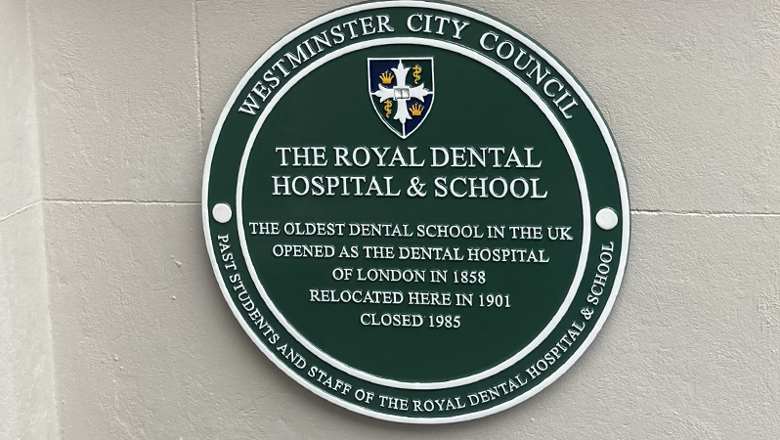 WESTMINSTER CITY COUNCIL
THE ROYAL DENTAL
HOSPITAL & SCHOOL
THE OLDEST DENTAL SCHOOL IN THE UK
OPENED AS THE DENTAL HOSPITAL
OF LONDON IN 1858
RELOCATED HERE IN 1901
CLOSED 1985
PAST STUDENTS AND STAFF OF THE ROYAL DENTAL HOSPITAL & SCHOOL